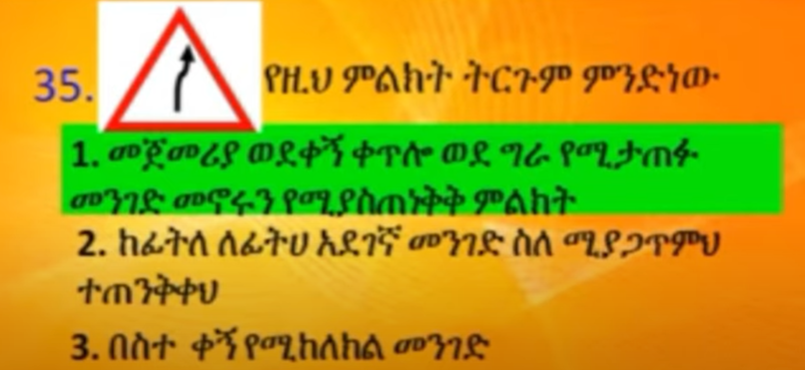 35. የዚህ ምልክት ትርጉም ምንድነው
1. መጀመሪያ ወደቀኝ ቀጥሎ ወደ ግራ የሚታጠፉ
መንገድ መኖሩን የሚያስጠነቅቅ ምልክት
2. ከፊትለ ለፊትህ አደገኛ መንገድ ስለ ሚያጋጥምህ
ተጠንቅቀህ
3. በስተ ቀኝ የሚከለከል መንገድ